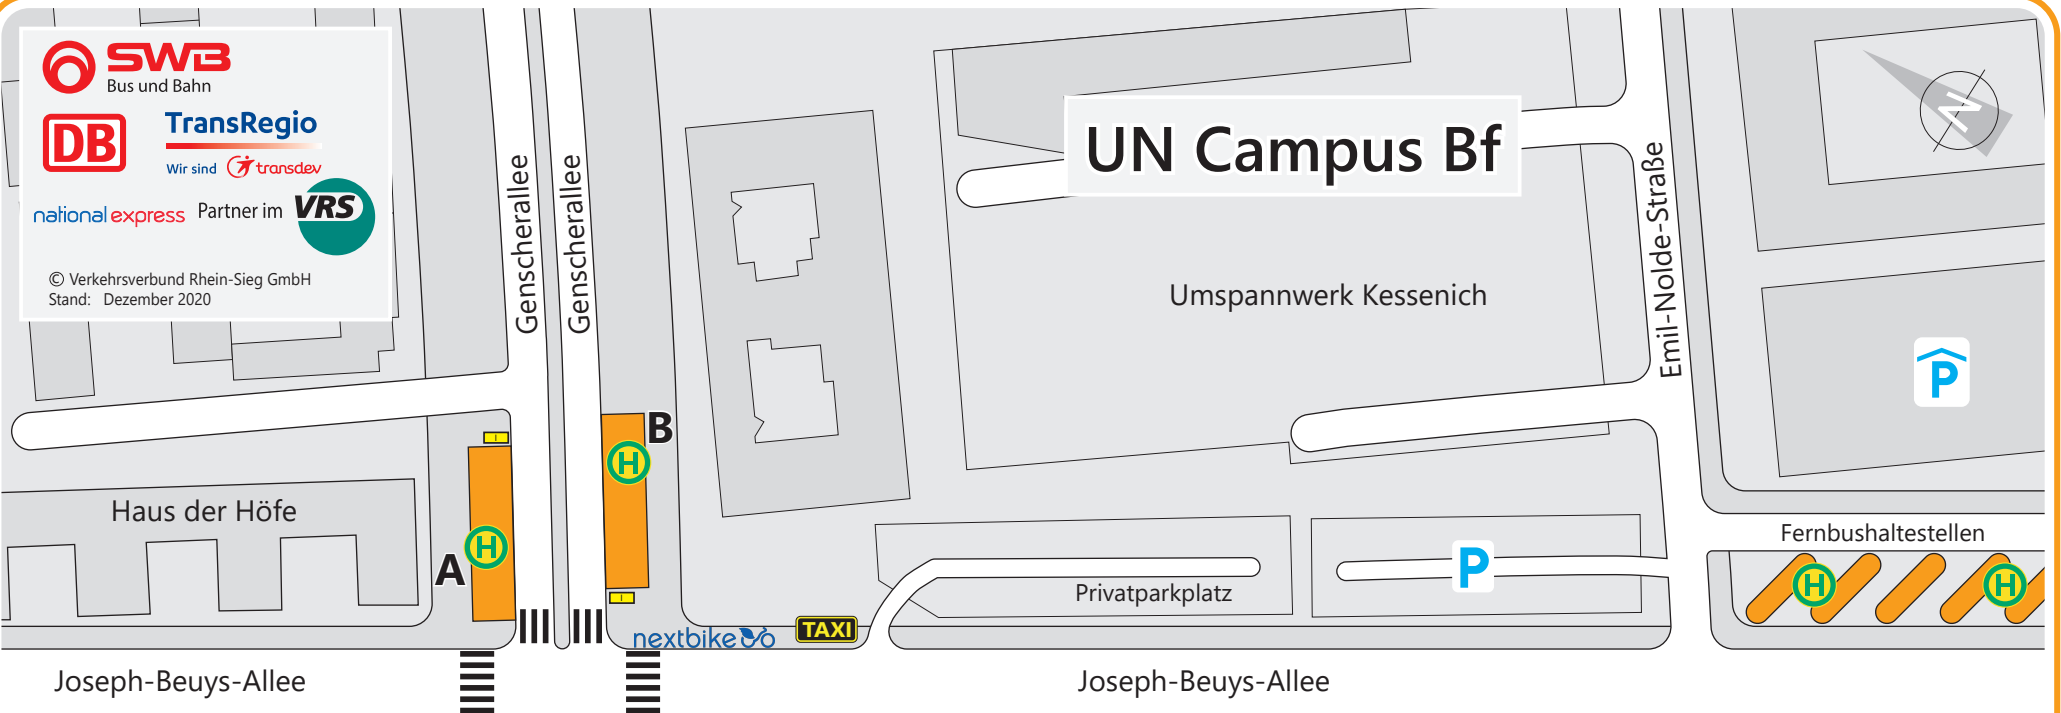 SWB
Bus und Bahn
DB
TransRegio
Wir sind transdev
national express
Partner im VRS
© Verkehrsverbund Rhein-Sieg GmbH
Stand: Dezember 2020
Genscherallee
Genscherallee
UN Campus Bf
Emil-Nolde-Straße
N
Umspannwerk Kessenich
P
B
H
Haus der Höfe
H
A
Fernbushaltestellen
P
H
H
Privatparkplatz
nextbike
TAXI
Joseph-Beuys-Allee
Joseph-Beuys-Allee